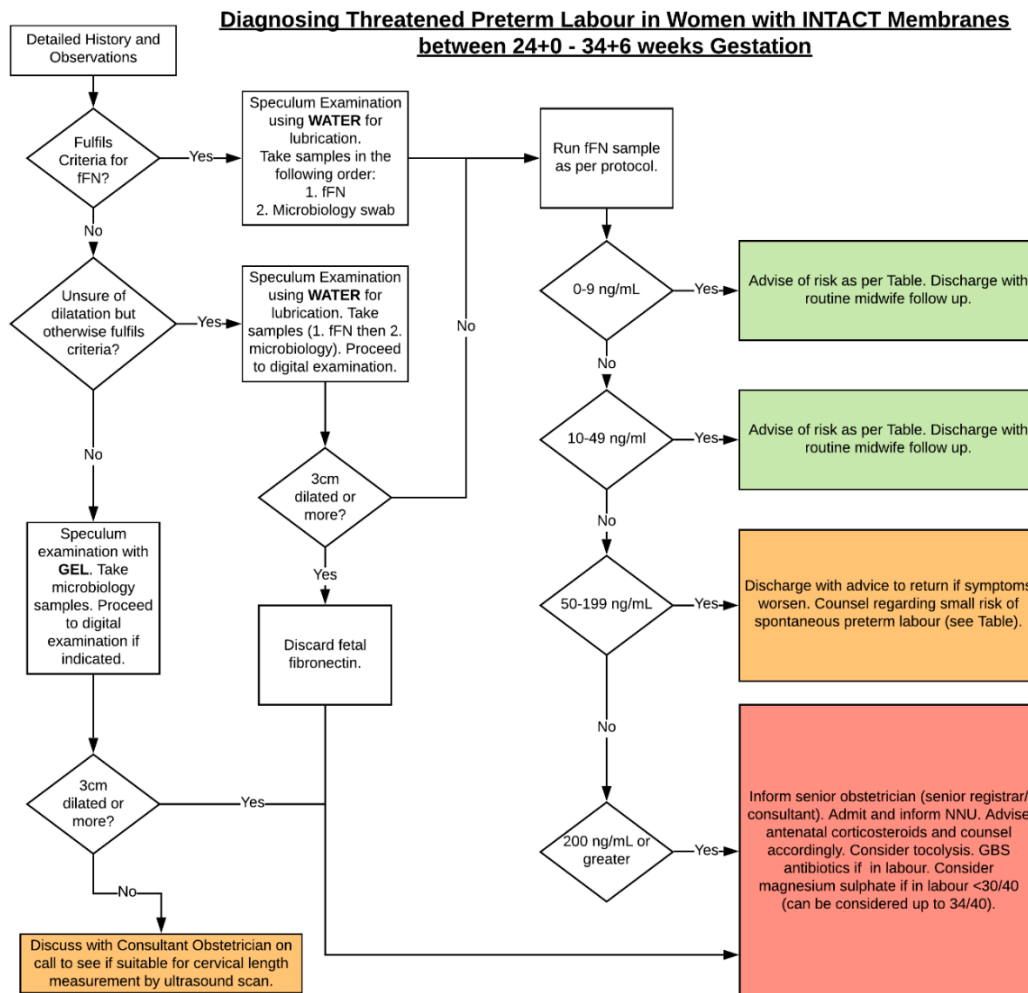 Diagnosing Threatened Preterm Labour in Women with INTACT Membranes
between 24+0 - 34+6 weeks Gestation
Detailed History and
Observations
Fulfils
Criteria for
fFN?
Yes
Speculum Examination
using WATER for
lubrication.
Take samples in the
following order:
1. fFN
2. Microbiology swab
No
Unsure of
dilatation but
otherwise fulfils
criteria?
Yes
Speculum Examination
using WATER for
lubrication. Take
samples (1. fFN then 2.
microbiology). Proceed
to digital examination.
No
3cm
dilated or
more?
No
Yes
Discard fetal
fibronectin.
Speculum
examination with
GEL. Take
microbiology
samples. Proceed
to digital
examination if
indicated.
3cm
dilated or
more?
Yes
No
Discuss with Consultant Obstetrician on
call to see if suitable for cervical length
measurement by ultrasound scan.
Run fFN sample
as per protocol.
0-9 ng/mL
Yes
Advise of risk as per Table. Discharge with
routine midwife follow up.
No
10-49 ng/ml
Yes
Advise of risk as per Table. Discharge with
routine midwife follow up.
No
50-199 ng/mL
Yes
Discharge with advice to return if symptoms
worsen. Counsel regarding small risk of
spontaneous preterm labour (see Table).
No
200 ng/mL or
greater
Yes
Inform senior obstetrician (senior registrar/
consultant). Admit and inform NNU. Advise
antenatal corticosteroids and counsel
accordingly. Consider tocolysis. GBS
antibiotics if in labour. Consider
magnesium sulphate if in labour <30/40
(can be considered up to 34/40).